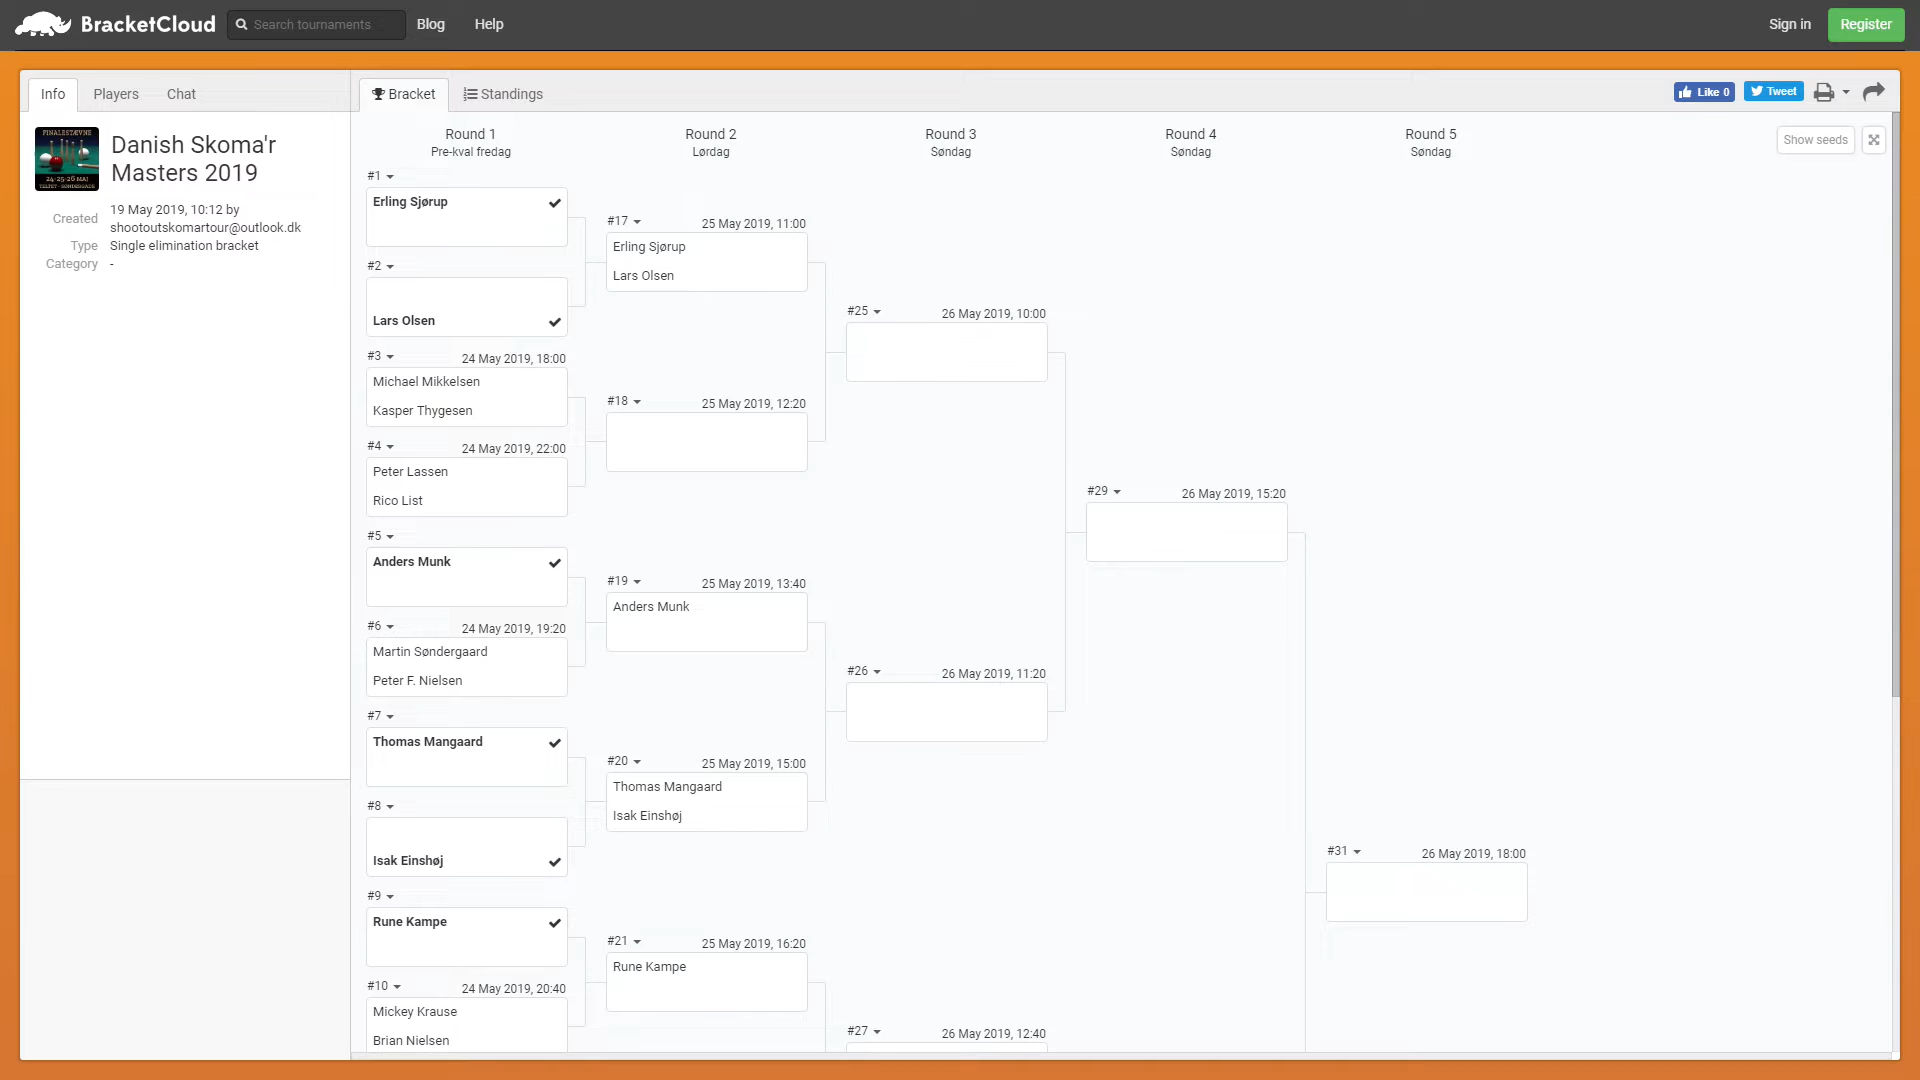 BracketCloud
Search tournaments
Blog
Help
Sign in
Register
Info
Players
Chat
Bracket
Standings
Like 0
Tweet
FINALESTÆVNE
24-25-26 MAJ
TELTET - SØNDERGADE
Danish Skoma'r
Masters 2019
Created
19 May 2019, 10:12 by
shootoutskomartour@outlook.dk
Type
Single elimination bracket
Category
-
Show seeds
Round 1
Pre-kval fredag
#1
Erling Sjørup
#2
Lars Olsen
#3
24 May 2019, 18:00
Michael Mikkelsen
Kasper Thygesen
#4
24 May 2019, 22:00
Peter Lassen
Rico List
#5
Anders Munk
#6
24 May 2019, 19:20
Martin Søndergaard
Peter F. Nielsen
#7
Thomas Mangaard
#8
Isak Einshøj
#9
Rune Kampe
#10
24 May 2019, 20:40
Mickey Krause
Brian Nielsen
Round 2
Lørdag
#17
25 May 2019, 11:00
Erling Sjørup
Lars Olsen
#18
25 May 2019, 12:20
#19
25 May 2019, 13:40
Anders Munk
#20
25 May 2019, 15:00
Thomas Mangaard
Isak Einshøj
#21
25 May 2019, 16:20
Rune Kampe
Round 3
Søndag
#25
26 May 2019, 10:00
#26
26 May 2019, 11:20
#27
26 May 2019, 12:40
Round 4
Søndag
#29
26 May 2019, 15:20
Round 5
Søndag
#31
26 May 2019, 18:00